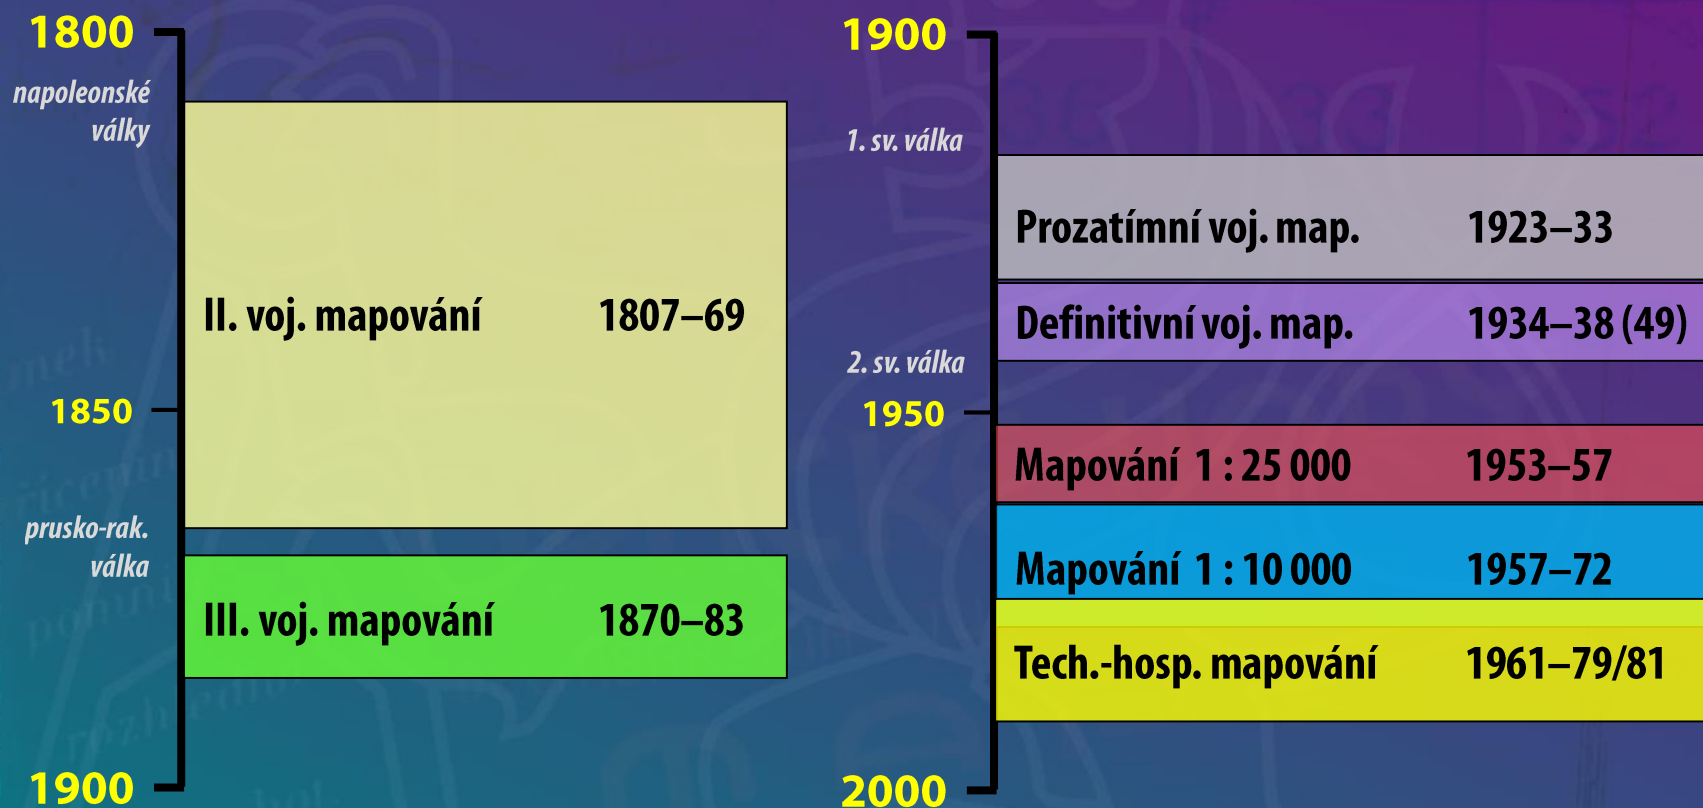 1800
napoleonské
války
II. voj. mapování 1807–69
1850
prusko-rak.
válka
III. voj. mapování 1870–83
1900
1900
1. sv. válka
Prozatímní voj. map. 1923–33
Definitivní voj. map. 1934–38 (49)
2. sv. válka
1950
Mapování 1 : 25 000 1953–57
Mapování 1 : 10 000 1957–72
Tech.-hosp. mapování 1961–79/81
2000